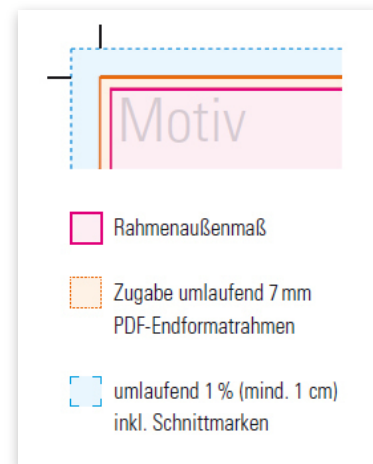 Motiv
Rahmenaußenmaß
Zugabe umlaufend 7 mm
PDF-Endformatrahmen
umlaufend 1 % (mind. 1 cm)
inkl. Schnittmarken